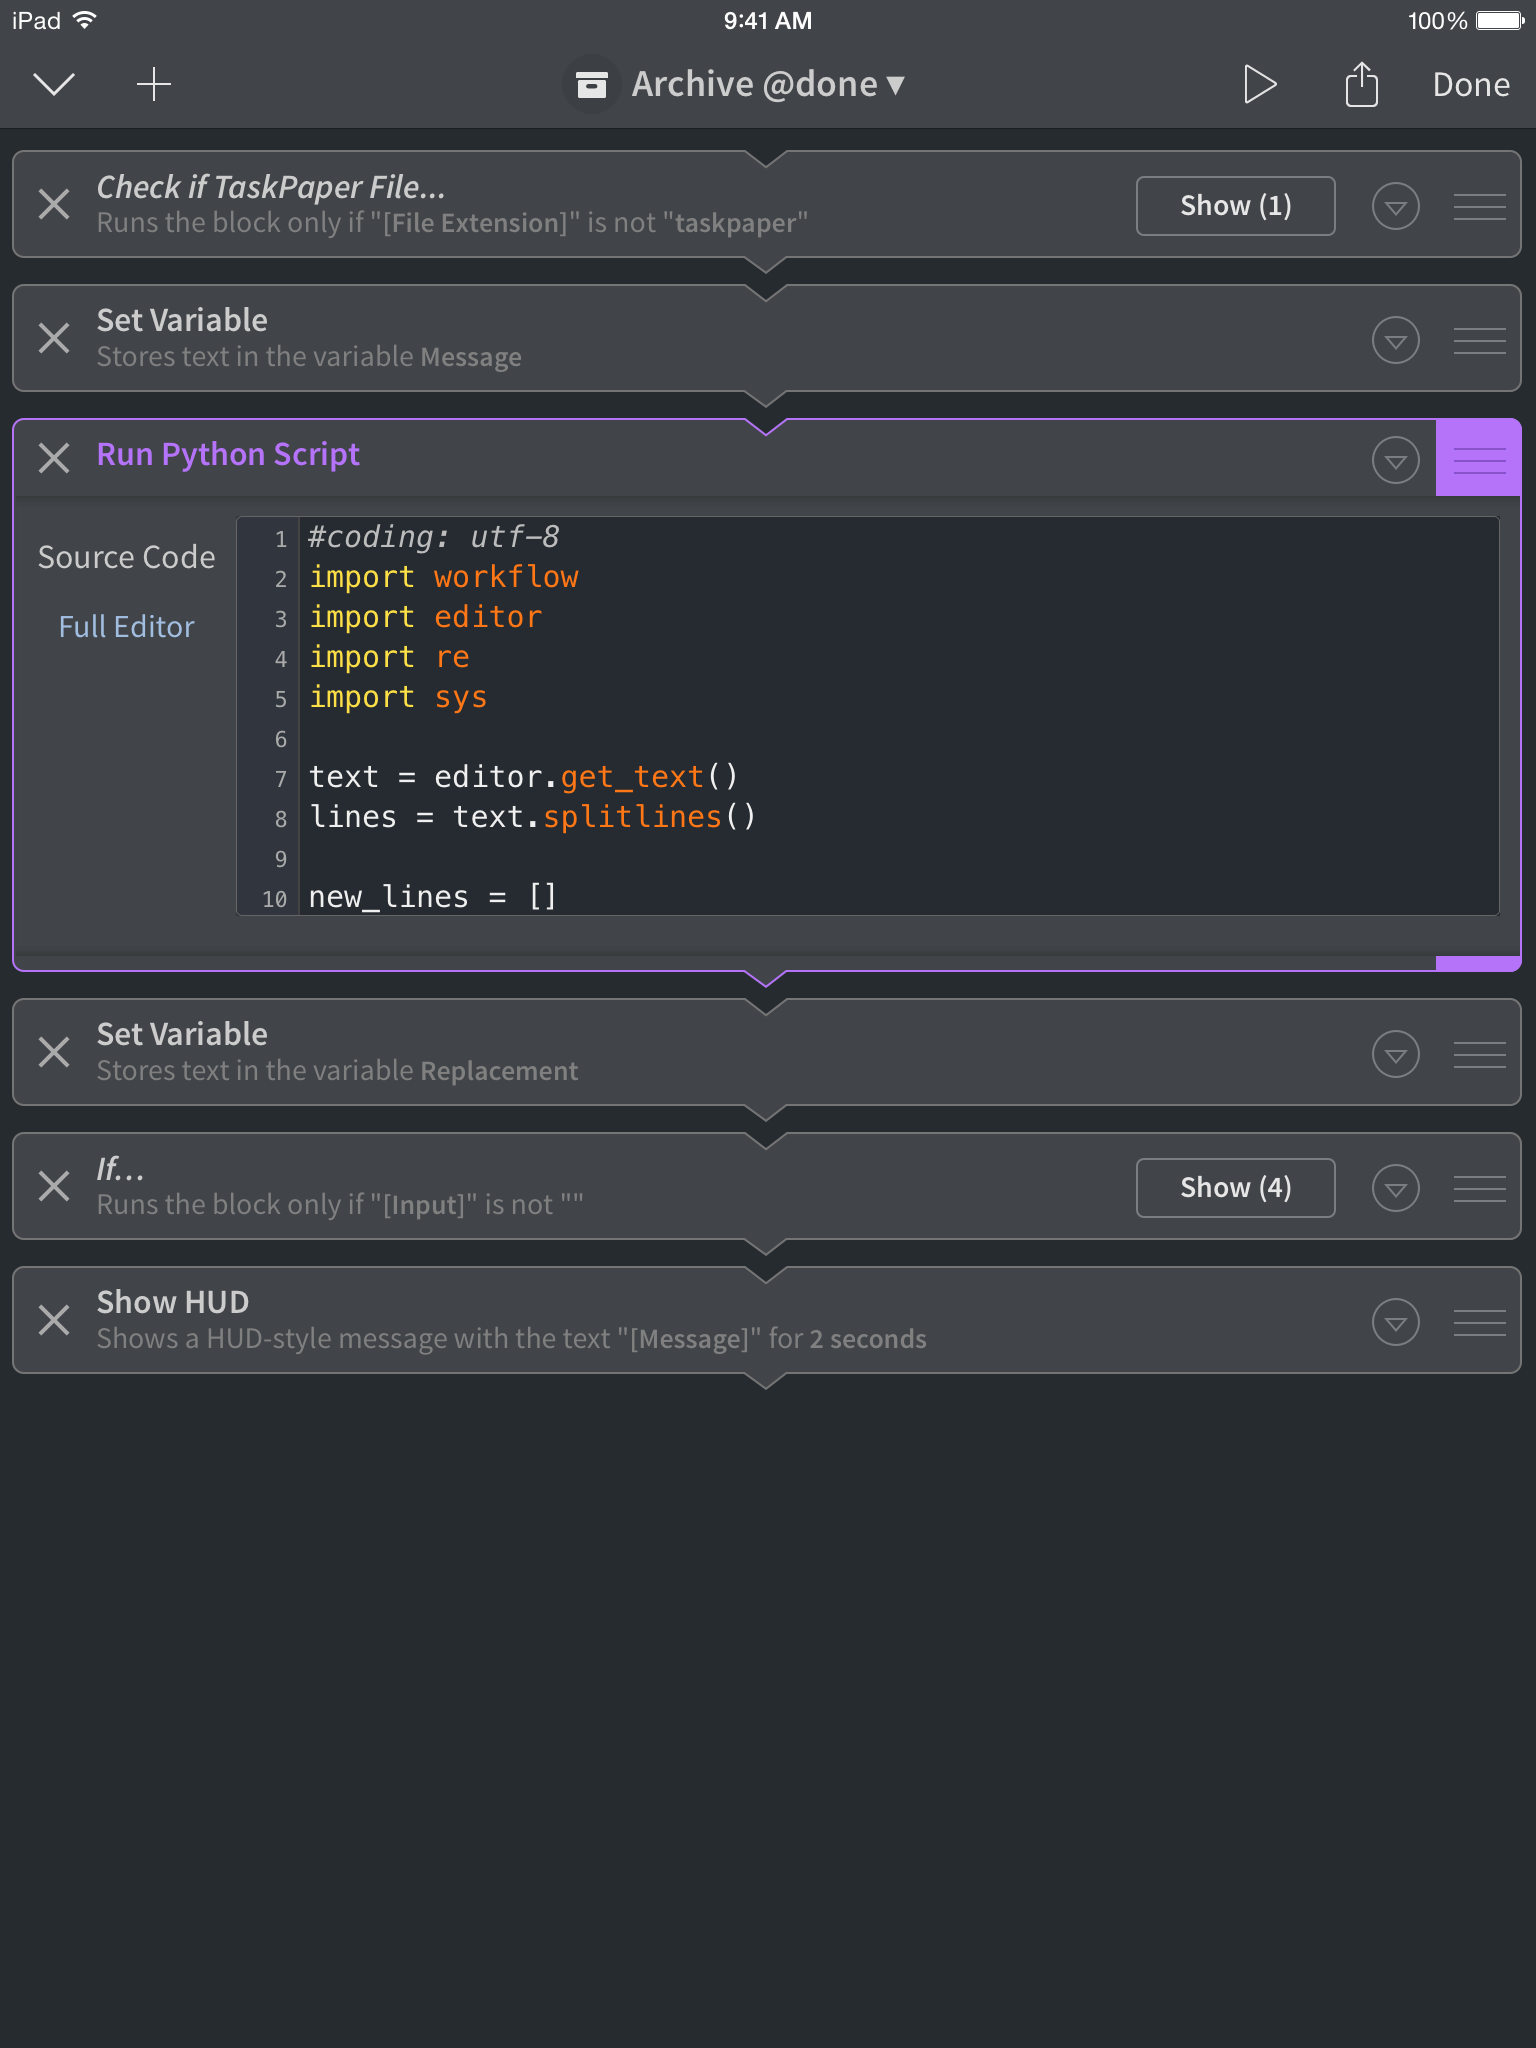 iPad 9:41 AM 100%
Archive @done ▾ Done
Check if TaskPaper File...
Runs the block only if "[File Extension]" is not "taskpaper"
Show (1)
Set Variable
Stores text in the variable Message
Run Python Script
Source Code
Full Editor
1 #coding: utf-8
2 import workflow
3 import editor
4 import re
5 import sys
6
7 text = editor.get_text()
8 lines = text.splitlines()
9
10 new_lines = []
Set Variable
Stores text in the variable Replacement
If...
Runs the block only if "[Input]" is not ""
Show (4)
Show HUD
Shows a HUD-style message with the text "[Message]" for 2 seconds